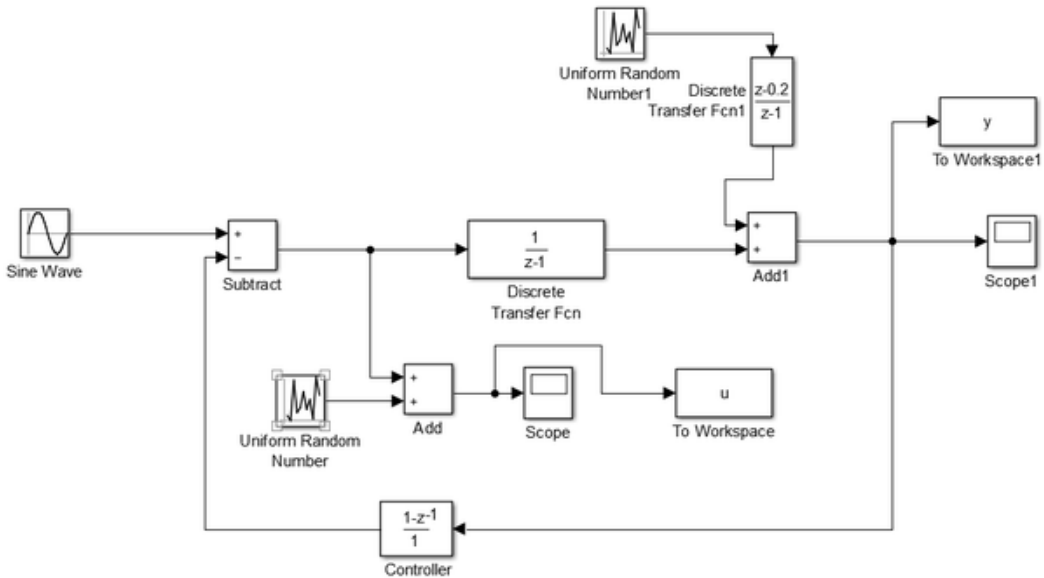 Uniform Random
Number1
Discrete
Transfer Fcn1
z-0.2
z-1
y
To Workspace1
Sine Wave
+
−
Subtract
1
z-1
Discrete
Transfer Fcn
+
+
Add1
Scope1
Uniform Random
Number
+
+
Add
Scope
u
To Workspace
1-z-1
1
Controller